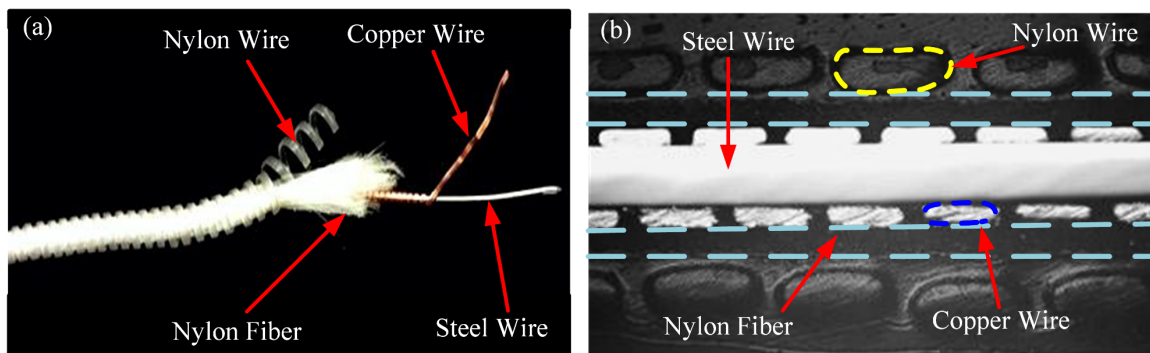 (a)
Nylon Wire
Copper Wire
Nylon Fiber
Steel Wire
(b)
Steel Wire
Nylon Wire
Nylon Fiber
Copper Wire